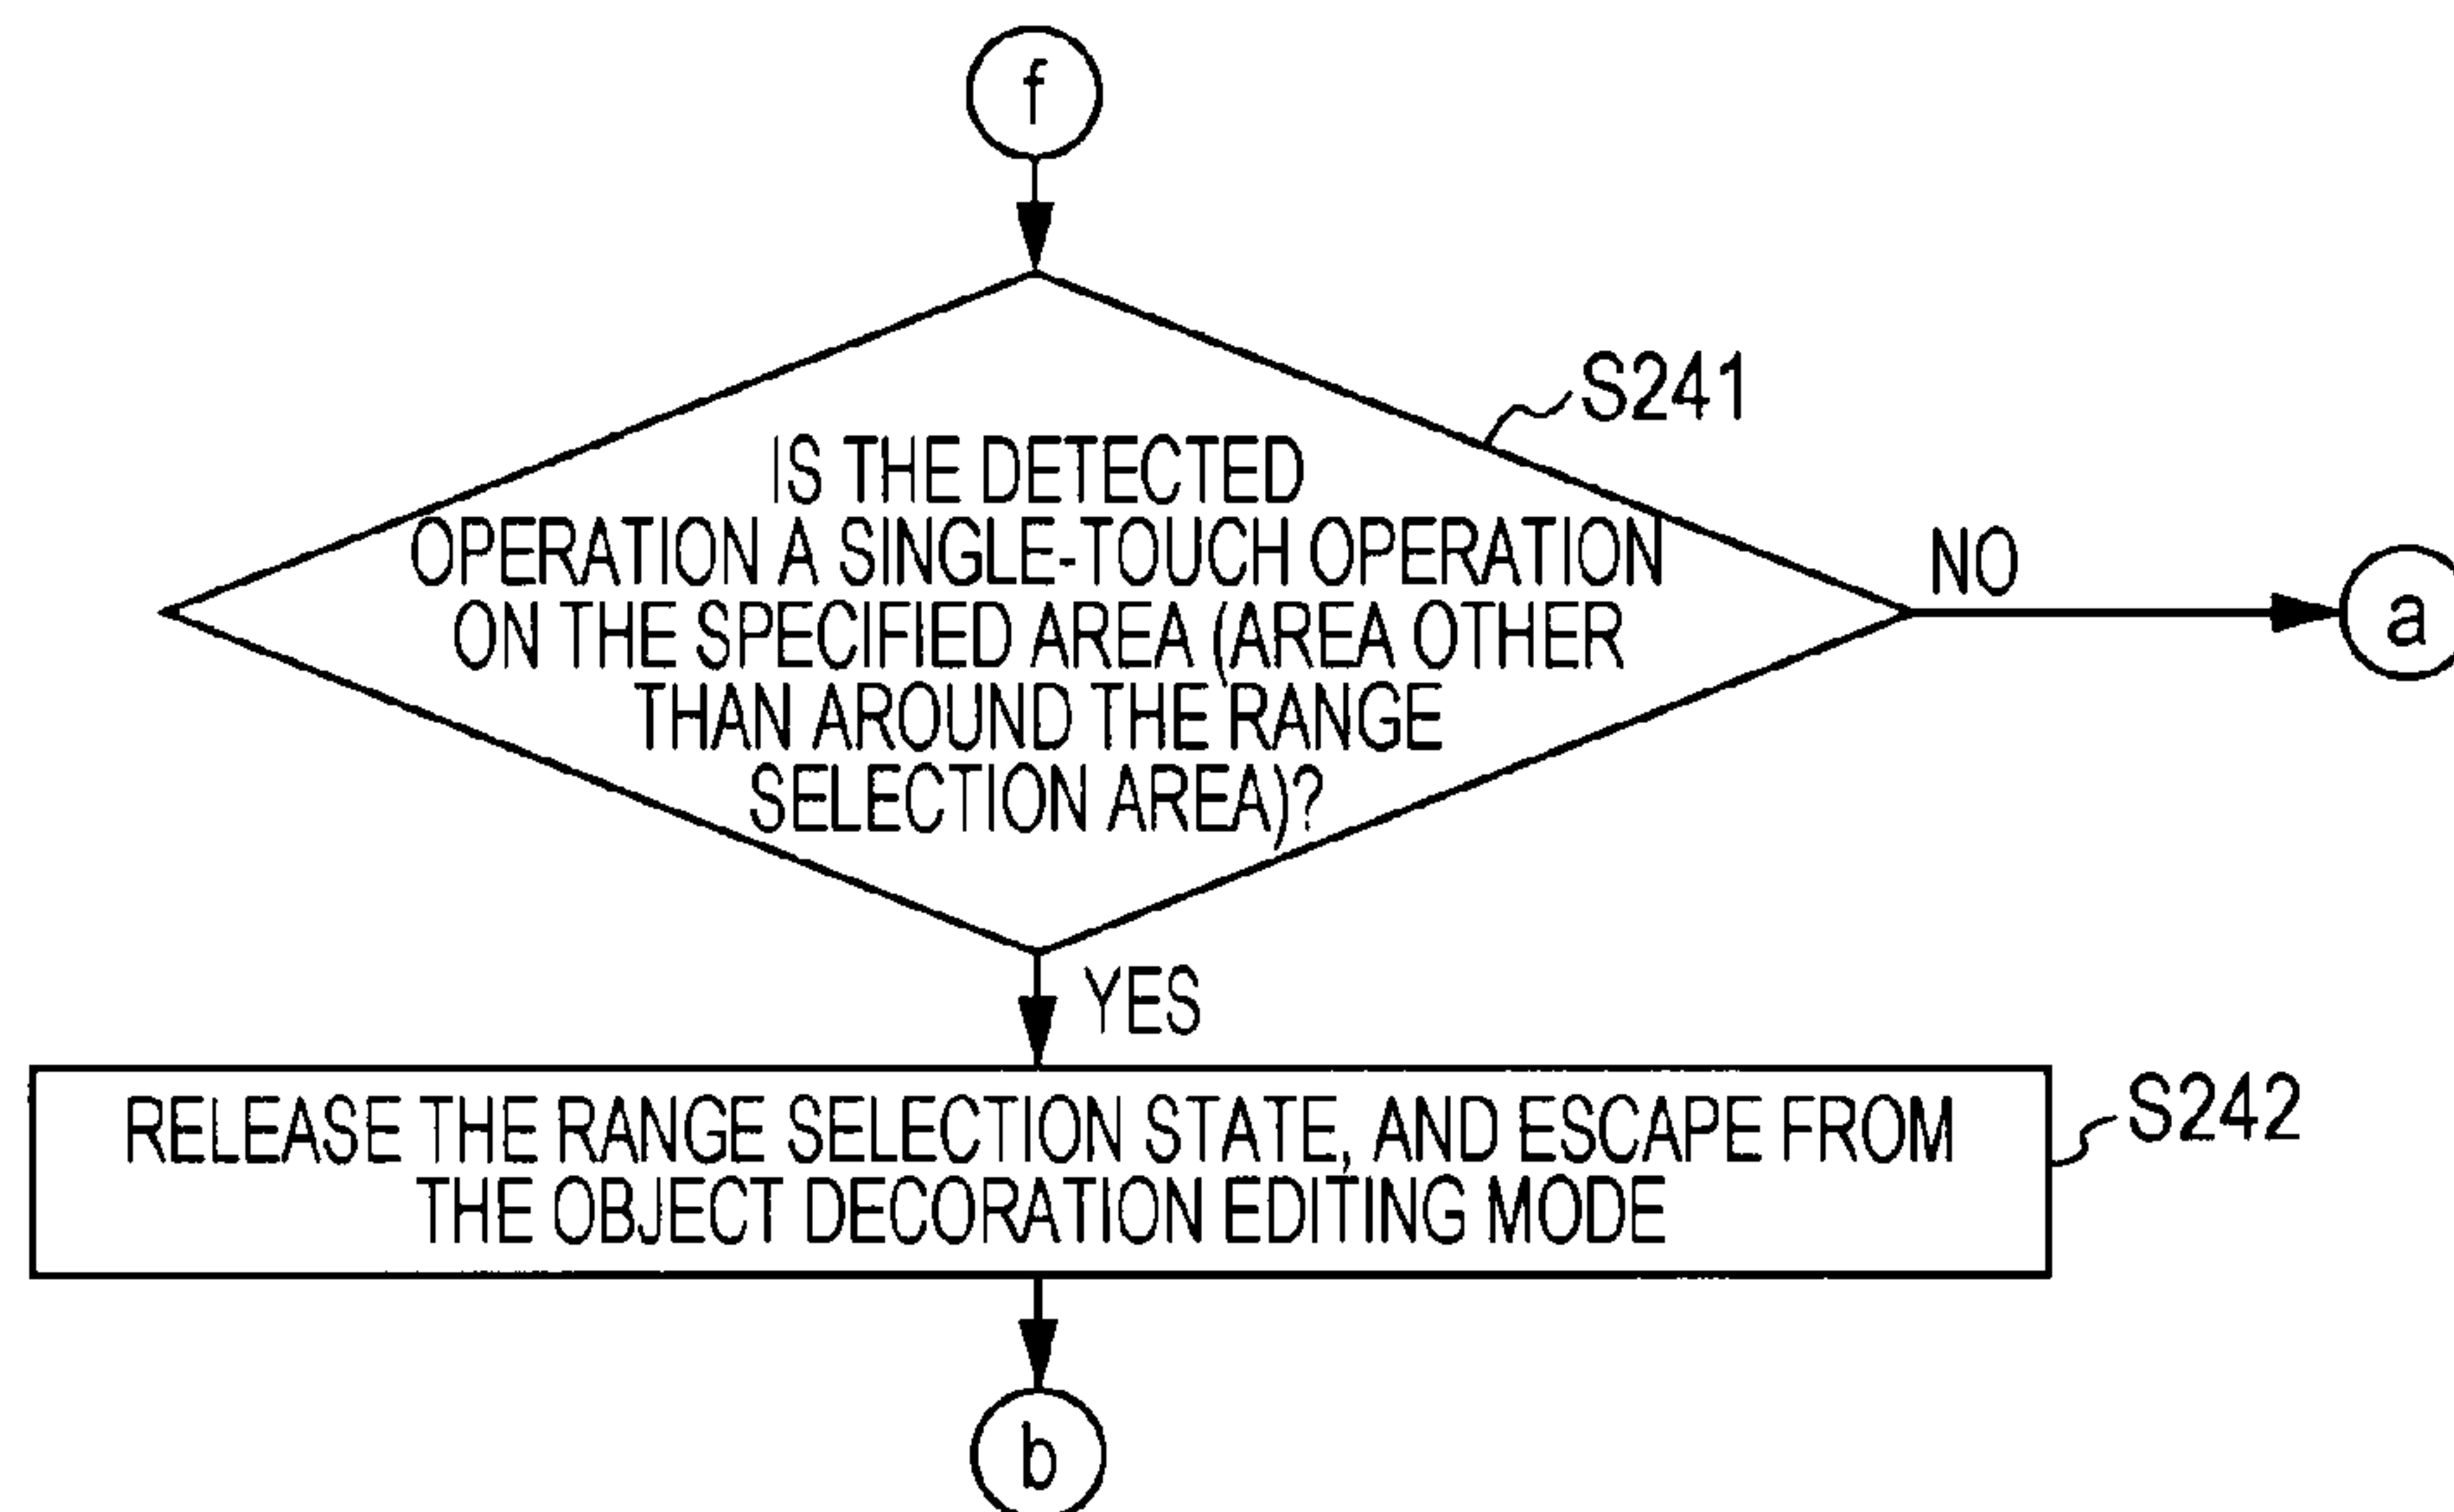 f
S241
IS THE DETECTED
OPERATION A SINGLE-TOUCH OPERATION
ON THE SPECIFIED AREA (AREA OTHER
THAN AROUND THE RANGE
SELECTION AREA)?
NO
a
YES
RELEASE THE RANGE SELECTION STATE, AND ESCAPE FROM
THE OBJECT DECORATION EDITING MODE
S242
b